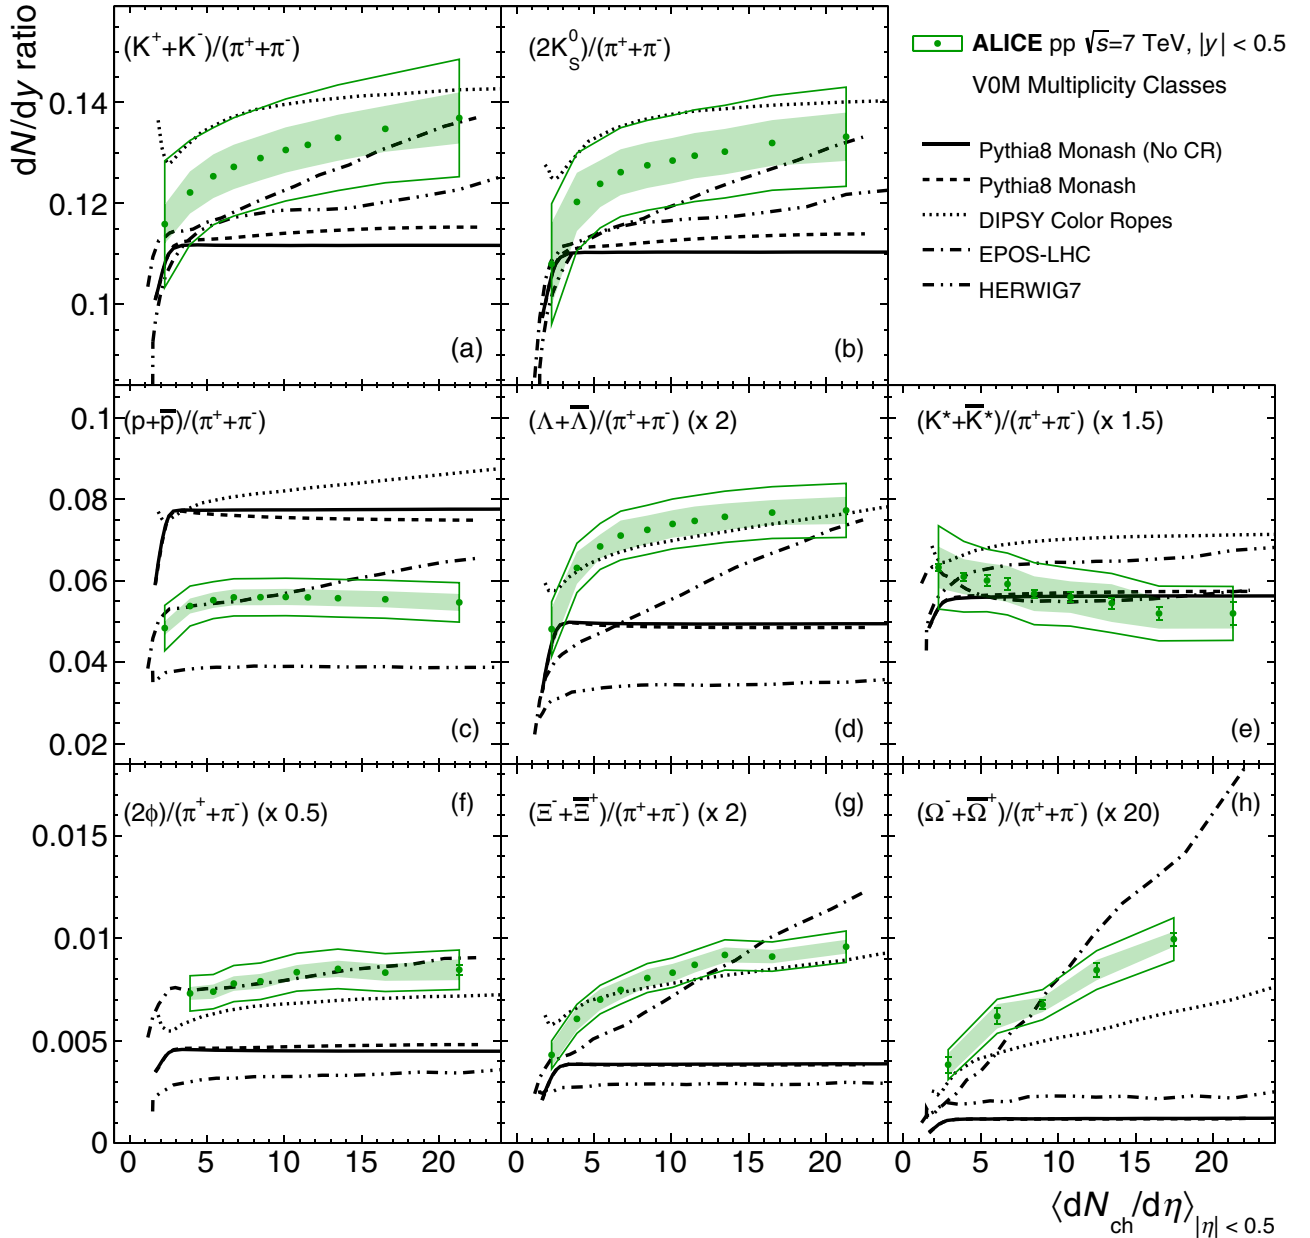 dN/dy ratio
(K⁺+K⁻)/(π⁺+π⁻)
(2K⁰S)/(π⁺+π⁻)
ALICE pp √s=7 TeV, |y| < 0.5
V0M Multiplicity Classes
Pythia8 Monash (No CR)
Pythia8 Monash
DIPSY Color Ropes
EPOS-LHC
HERWIG7
0.14
0.12
0.1
(a)
(b)
(p+p̅)/(π⁺+π⁻)
(Λ+Λ̅)/(π⁺+π⁻) (x 2)
(K*+K̅*)/(π⁺+π⁻) (x 1.5)
0.1
0.08
0.06
0.04
0.02
(c)
(d)
(e)
(2ϕ)/(π⁺+π⁻) (x 0.5)
(f)
(Ξ⁻+Ξ̅⁺)/(π⁺+π⁻) (x 2)
(g)
(Ω⁻+Ω̅⁺)/(π⁺+π⁻) (x 20)
(h)
0.015
0.01
0.005
0
0 5 10 15 20
0 5 10 15 20
0 5 10 15 20
⟨dNch/dη⟩|η| < 0.5